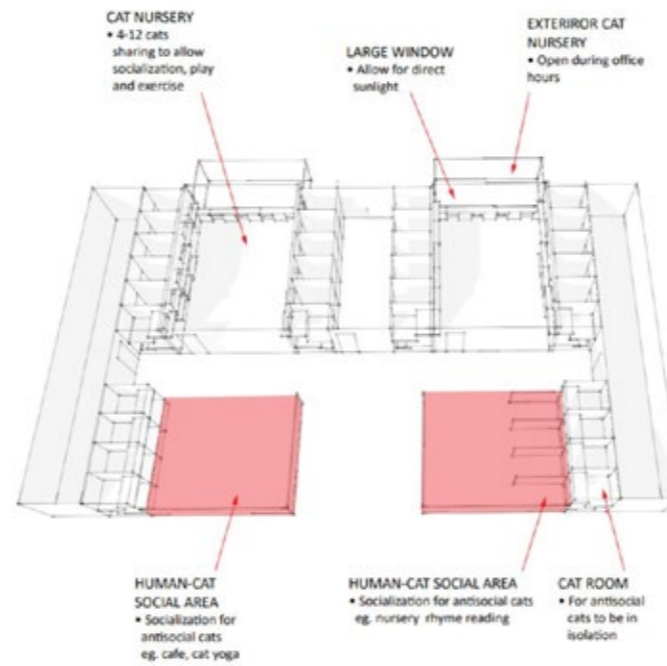 CAT NURSERY
• 4-12 cats
sharing to allow
socialization, play
and exercise
LARGE WINDOW
• Allow for direct
sunlight
EXTERIROR CAT
NURSERY
• Open during office
hours
HUMAN-CAT
SOCIAL AREA
• Socialization for
antisocial cats
eg. cafe, cat yoga
HUMAN-CAT SOCIAL AREA
• Socialization for antisocial cats
eg. nursery rhyme reading
CAT ROOM
• For antisocial
cats to be in
isolation